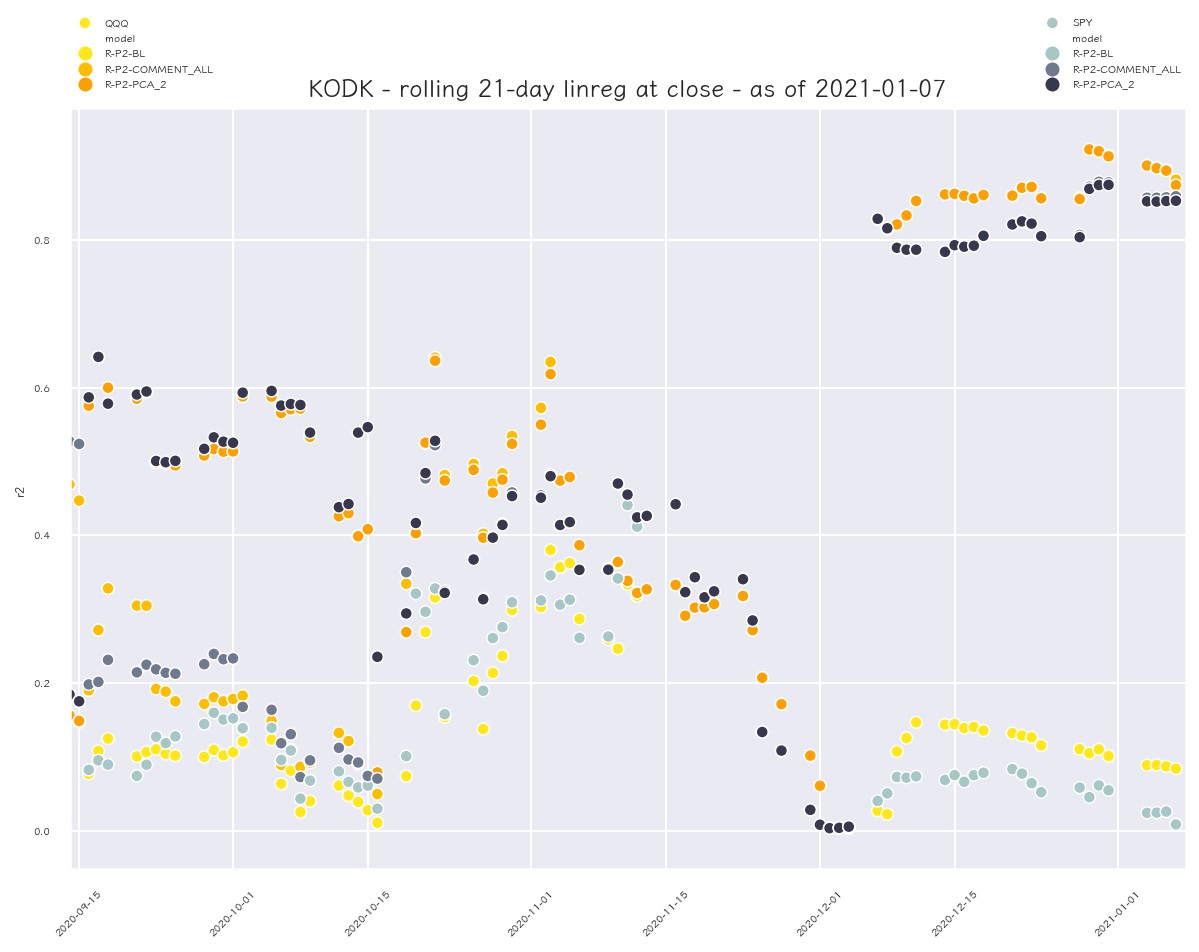 QQQ
model
R-P2-BL
R-P2-COMMENT_ALL
R-P2-PCA_2
SPY
model
R-P2-BL
R-P2-COMMENT_ALL
R-P2-PCA_2
KODK - rolling 21-day linreg at close - as of 2021-01-07
r2
0.8
0.6
0.4
0.2
0.0
2020-09-15
2020-10-01
2020-10-15
2020-11-01
2020-11-15
2020-12-01
2020-12-15
2021-01-01